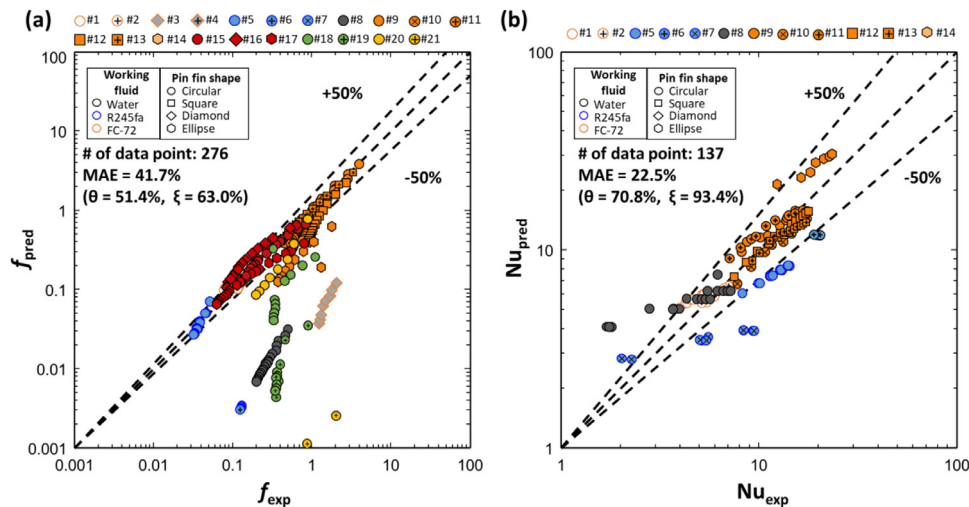 (a)
#1 #2 #3 #4 #5 #6 #7 #8 #9 #10 #11
#12 #13 #14 #15 #16 #17 #18 #19 #20 #21
100
10
1
0.1
0.01
0.001
f_pred
Working fluid
Water
R245fa
FC-72
Pin fin shape
Circular
Square
Diamond
Ellipse
+50%
-50%
# of data point: 276
MAE = 41.7%
(θ = 51.4%, ξ = 63.0%)
0.001 0.01 0.1 1 10 100
f_exp
(b)
#1 #2 #5 #6 #7 #8 #9 #10 #11 #12 #13 #14
100
10
1
Nu_pred
Working fluid
Water
R245fa
FC-72
Pin fin shape
Circular
Square
Diamond
Ellipse
+50%
-50%
# of data point: 137
MAE = 22.5%
(θ = 70.8%, ξ = 93.4%)
1 10 100
Nu_exp